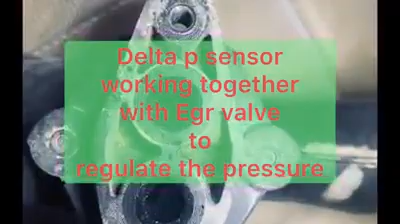 Delta p sensor
working together
with Egr valve
to
regulate the pressure